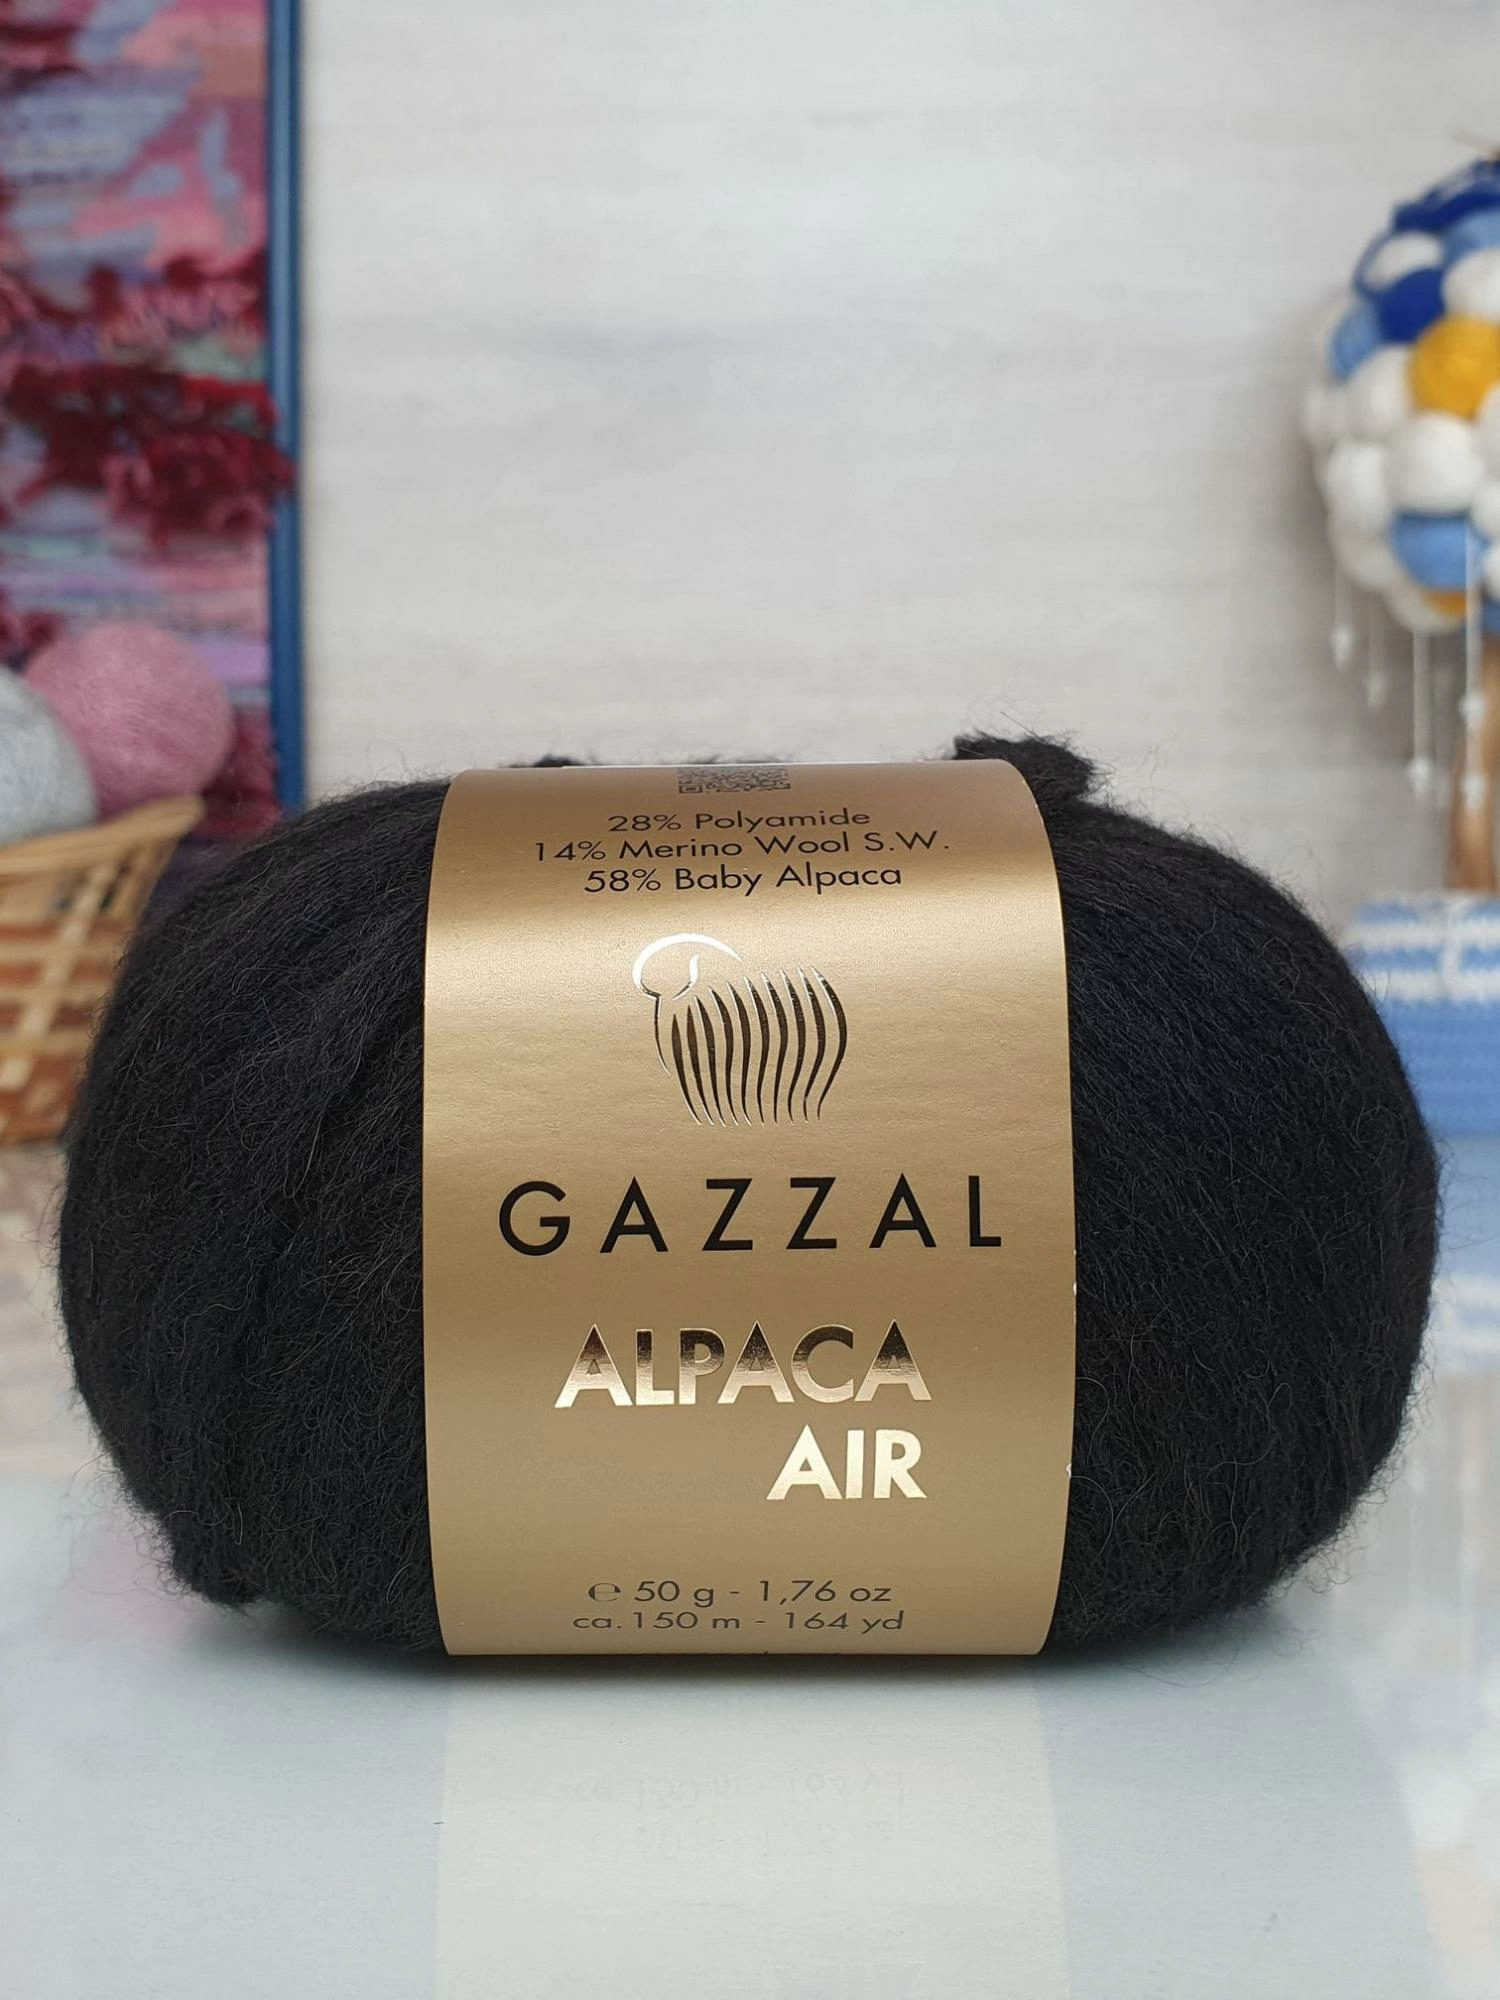 28% Polyamide
14% Merino Wool S.W.
58% Baby Alpaca
GAZZAL
ALPACA
AIR
℮ 50 g - 1,76 oz
ca. 150 m - 164 yd